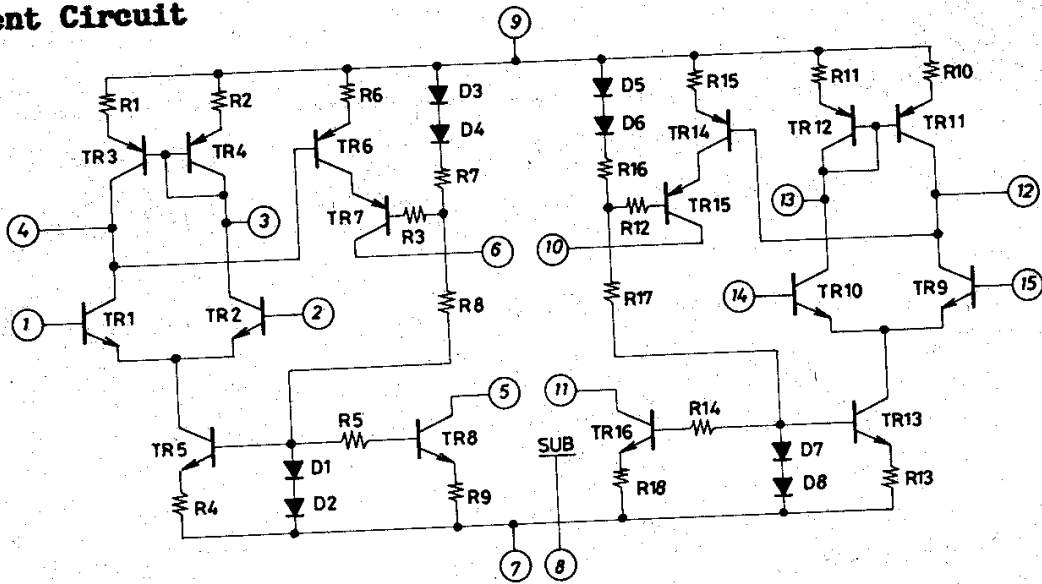 ent Circuit
9
R1
R2
R6
D3
D5
R15
R11
R10
D4
D6
TR14
TR12
TR11
TR3
TR4
TR6
R7
R16
TR7
R3
R12
TR15
13
12
4
3
6
10
R8
R17
14
TR10
TR9
15
1
TR1
TR2
2
5
11
R5
R14
TR5
TR8
TR16
TR13
SUB
D1
D7
R4
D2
R9
R18
D8
R13
7
8